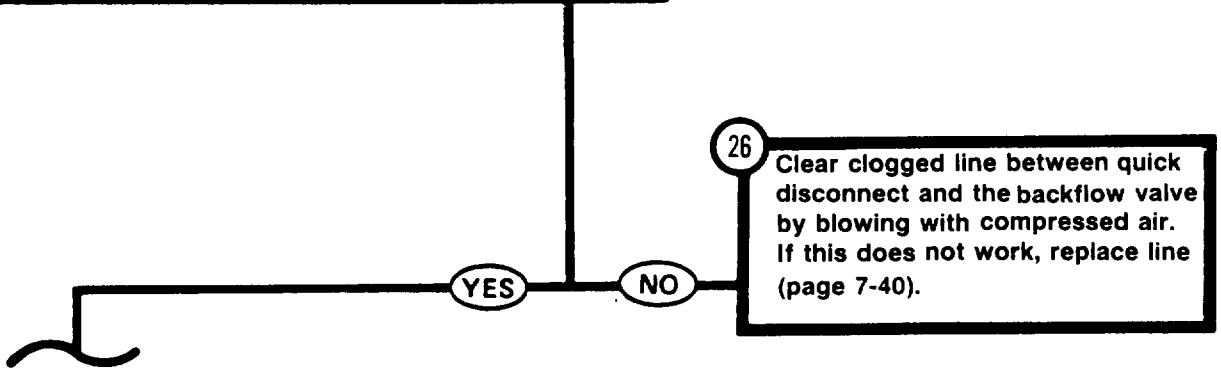 26
Clear clogged line between quick
disconnect and the backflow valve
by blowing with compressed air.
If this does not work, replace line
(page 7-40).
YES
NO